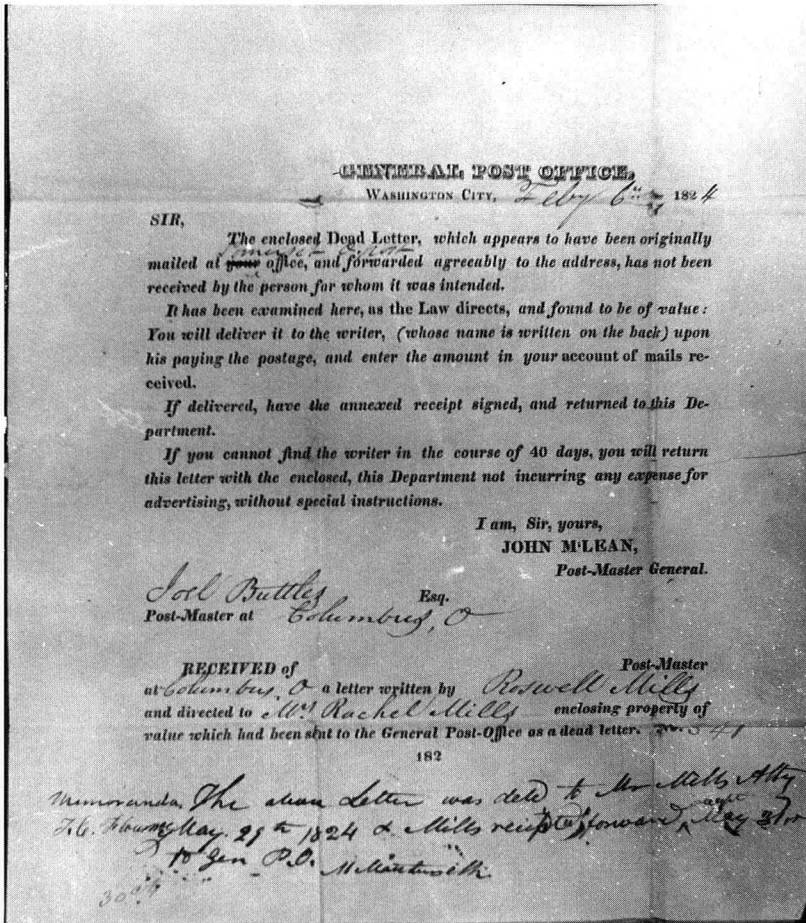 GENERAL POST OFFICE,
WASHINGTON CITY, Feby 6th 1824
SIR,
The enclosed Dead Letter, which appears to have been originally
mailed at your office, and forwarded agreeably to the address, has not been
received by the person for whom it was intended.
It has been examined here, as the Law directs, and found to be of value:
You will deliver it to the writer, (whose name is written on the back) upon
his paying the postage, and enter the amount in your account of mails re-
ceived.
If delivered, have the annexed receipt signed, and returned to this De-
partment.
If you cannot find the writer in the course of 40 days, you will return
this letter with the enclosed, this Department not incurring any expense for
advertising, without special instructions.
I am, Sir, yours,
JOHN M'LEAN,
Post-Master General.
Joel Buttles Esq.
Post-Master at Columbus, O
RECEIVED of Post-Master
at Columbus, O a letter written by Roswell Mills
and directed to Mrs Rachel Mills enclosing property of
value which had been sent to the General Post-Office as a dead letter. 541
182
Memoranda. The above Letter was deld to Mr Mills Atty
May. 29th 1824 & Mills receipt forward May
to Gen P.O.